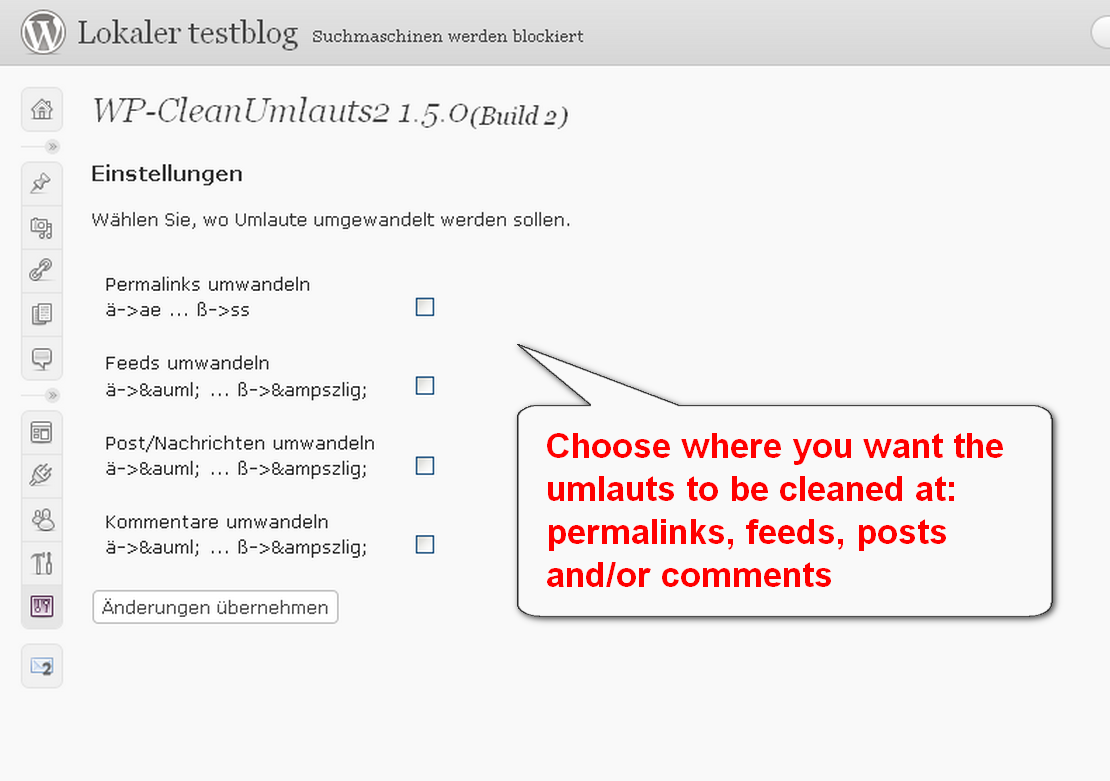 Lokaler testblog Suchmaschinen werden blockiert
WP-CleanUmlauts2 1.5.0(Build 2)
Einstellungen
Wählen Sie, wo Umlaute umgewandelt werden sollen.
Permalinks umwandeln
ä->ae ... ß->ss
Feeds umwandeln
ä->&auml; ... ß->&ampszlig;
Post/Nachrichten umwandeln
ä->&auml; ... ß->&ampszlig;
Kommentare umwandeln
ä->&auml; ... ß->&ampszlig;
Änderungen übernehmen
Choose where you want the
umlauts to be cleaned at:
permalinks, feeds, posts
and/or comments
2